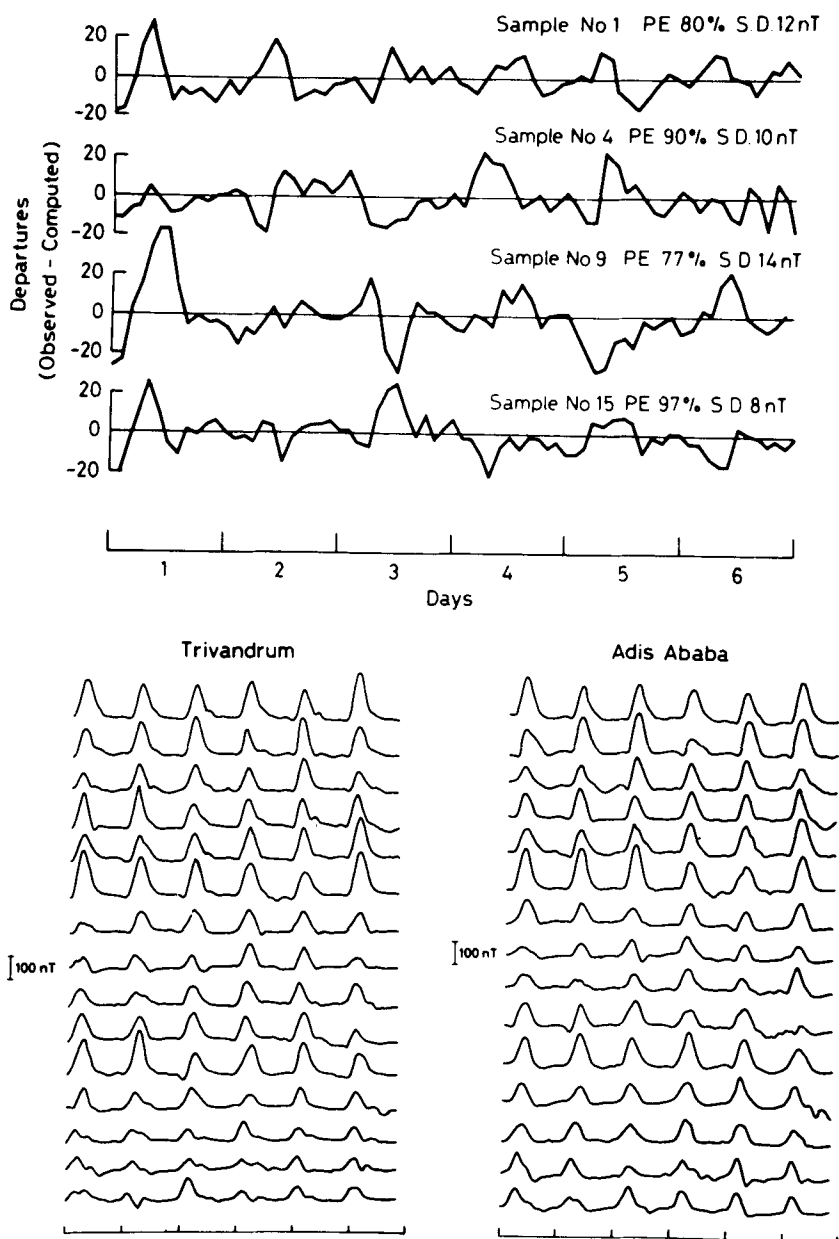 Sample No 1 PE 80% S.D. 12nT
20
0
-20
Sample No 4 PE 90% S D. 10nT
20
0
-20
Sample No 9 PE 77% S D 14nT
20
0
-20
Sample No 15 PE 97% S D 8nT
20
0
-20
Departures
(Observed - Computed)
1 2 3 4 5 6
Days
Trivandrum
Adis Ababa
100 nT
100 nT